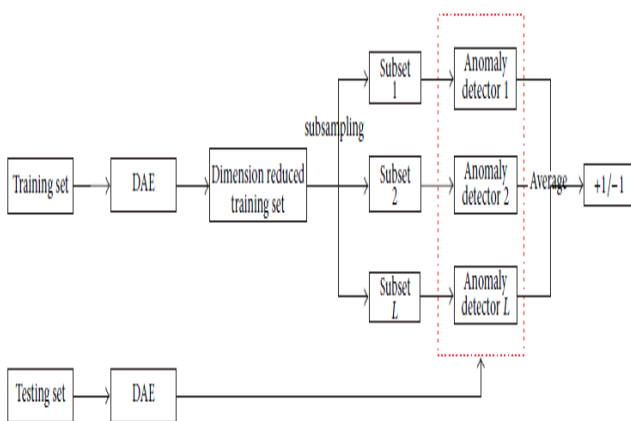 Subset
1
Anomaly
detector 1
subsampling
Training set
DAE
Dimension reduced
training set
Subset
2
Anomaly
detector 2
Average
+1/−1
Subset
L
Anomaly
detector L
Testing set
DAE